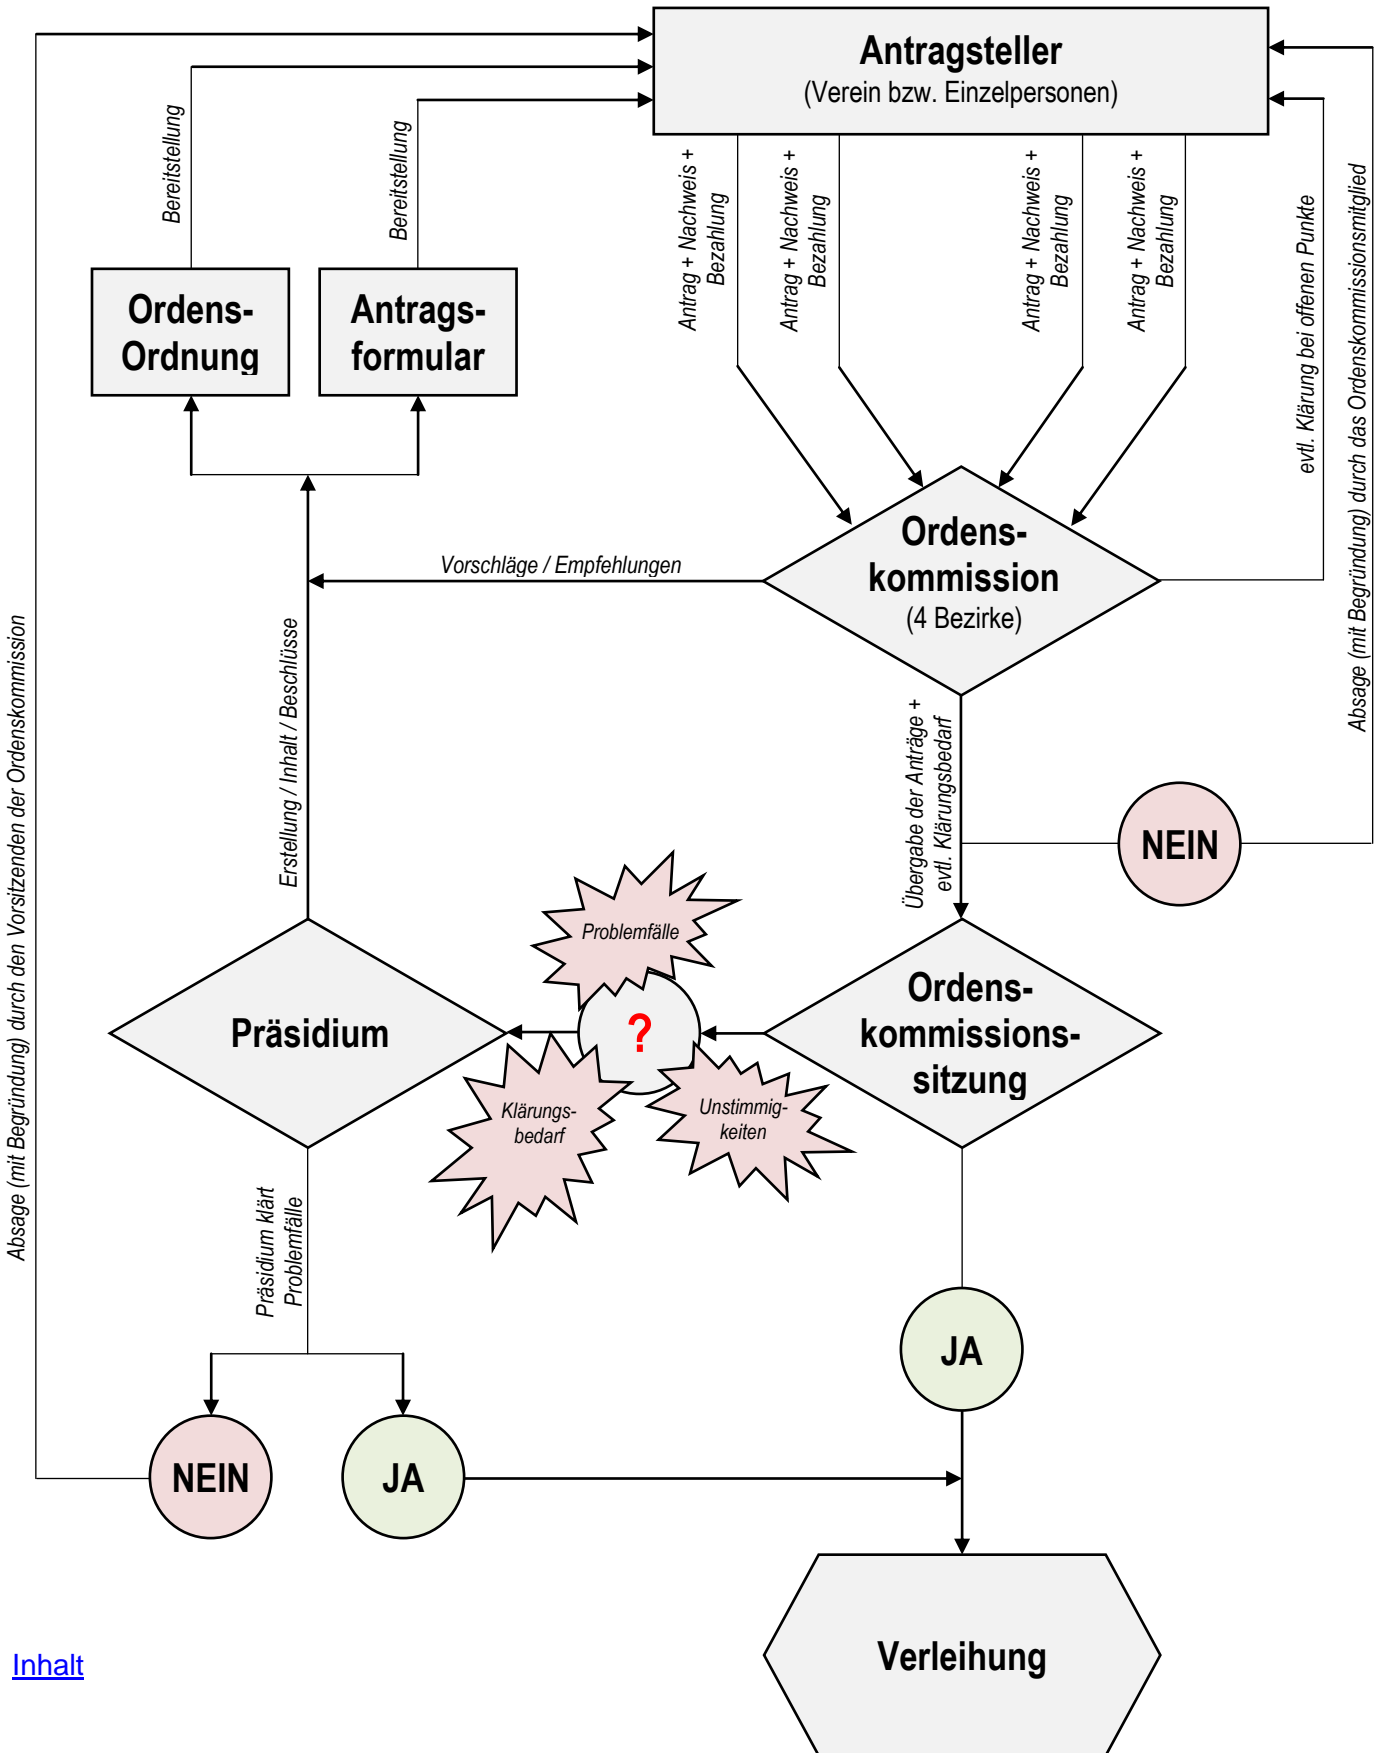 Antragsteller
(Verein bzw. Einzelpersonen)
Bereitstellung
Bereitstellung
Antrag + Nachweis +
Bezahlung
Antrag + Nachweis +
Bezahlung
Antrag + Nachweis +
Bezahlung
Antrag + Nachweis +
Bezahlung
evtl. Klärung bei offenen Punkte
Absage (mit Begründung) durch das Ordenskommissionsmitglied
Ordens-
Ordnung
Antrags-
formular
Ordens-
kommission
(4 Bezirke)
Vorschläge / Empfehlungen
Erstellung / Inhalt / Beschlüsse
Absage (mit Begründung) durch den Vorsitzenden der Ordenskommission
Übergabe der Anträge +
evtl. Klärungsbedarf
NEIN
Problemfälle
?
Präsidium
Ordens-
kommissions-
sitzung
Klärungs-
bedarf
Unstimmig-
keiten
Präsidium klärt
Problemfälle
JA
NEIN
JA
Verleihung
Inhalt